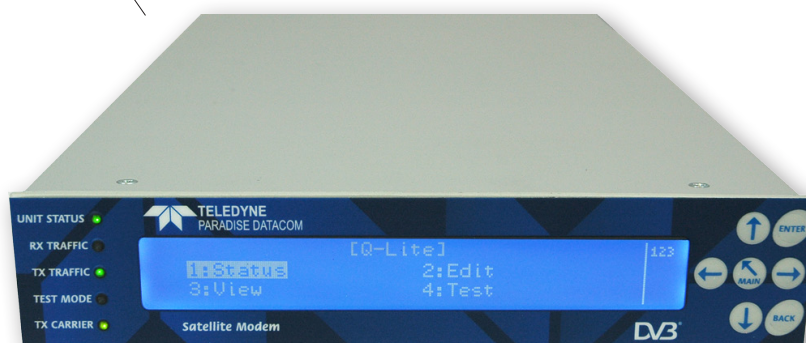 UNIT STATUS
RX TRAFFIC
TX TRAFFIC
TEST MODE
TX CARRIER
TELEDYNE
PARADISE DATACOM
[Q-Lite]
123
1:Status 2:Edit
3:View 4:Test
Satellite Modem
DVB
ENTER
MAIN
BACK